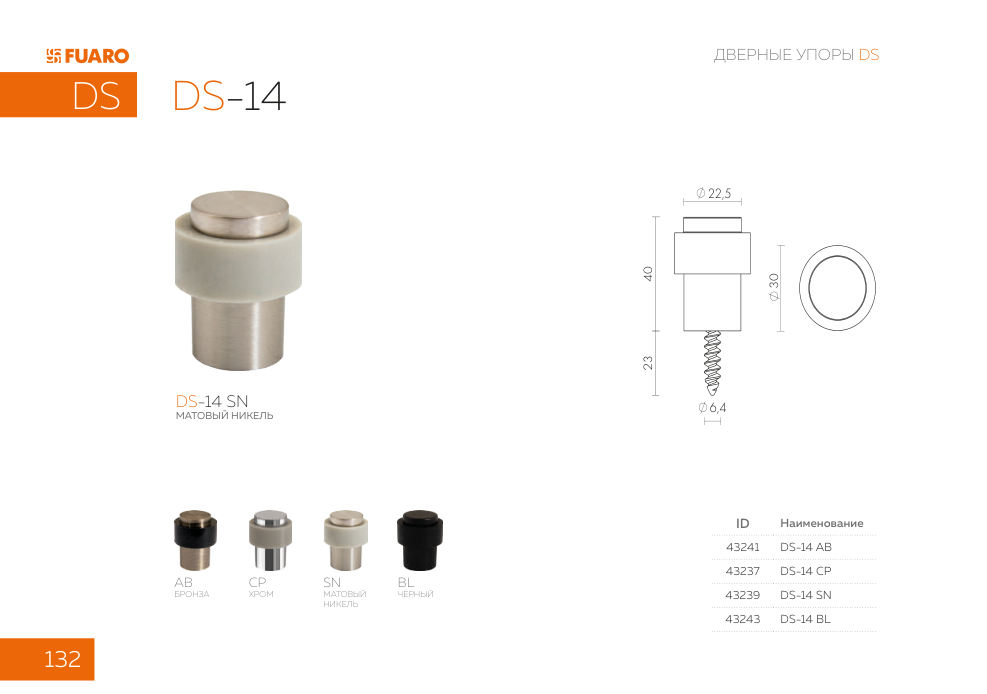 FUARO
ДВЕРНЫЕ УПОРЫ DS
DS
DS-14
Ø 22,5
40
Ø 30
23
Ø 6,4
DS-14 SN
МАТОВЫЙ НИКЕЛЬ
AB
БРОНЗА
CP
ХРОМ
SN
МАТОВЫЙ
НИКЕЛЬ
BL
ЧЕРНЫЙ
ID Наименование
43241 DS-14 AB
43237 DS-14 CP
43239 DS-14 SN
43243 DS-14 BL
132